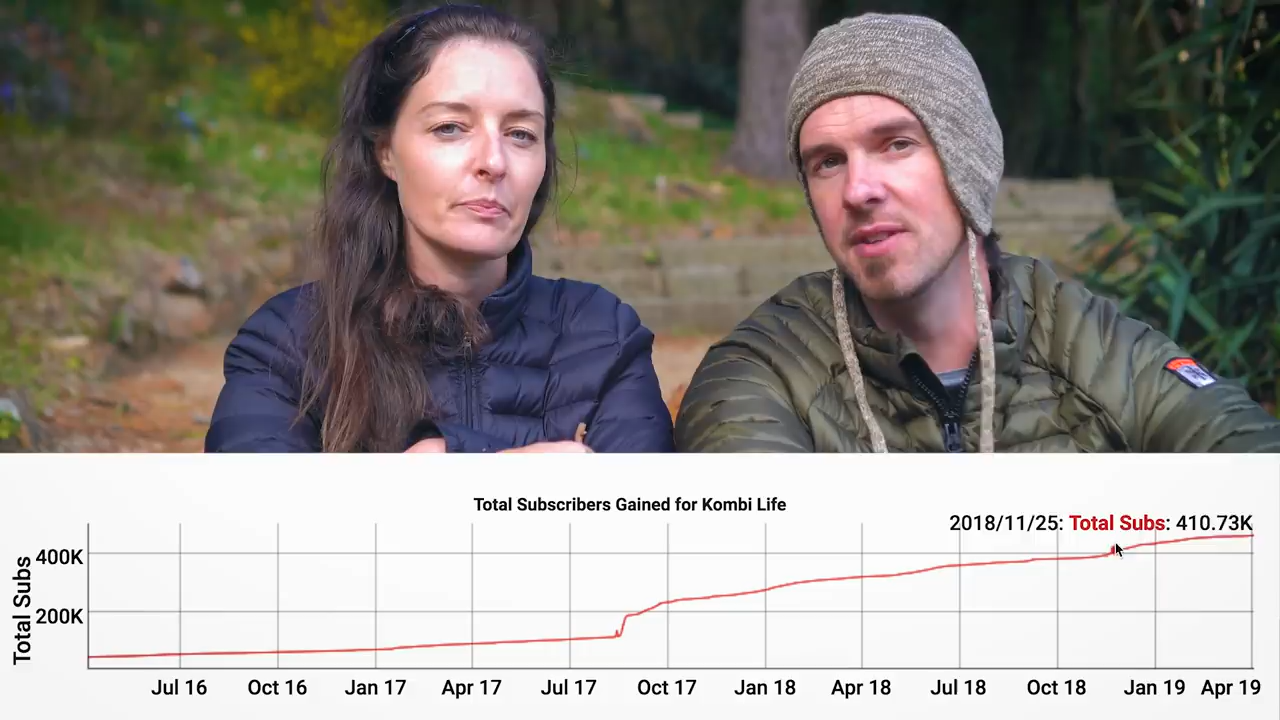 Total Subscribers Gained for Kombi Life
2018/11/25: Total Subs: 410.73K
Total Subs
400K
200K
Jul 16 Oct 16 Jan 17 Apr 17 Jul 17 Oct 17 Jan 18 Apr 18 Jul 18 Oct 18 Jan 19 Apr 19